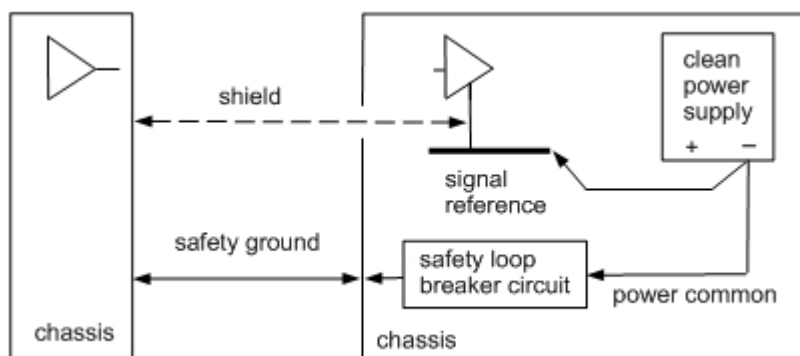 clean
power
supply
+ −
shield
signal
reference
safety ground
safety loop
breaker circuit
power common
chassis
chassis